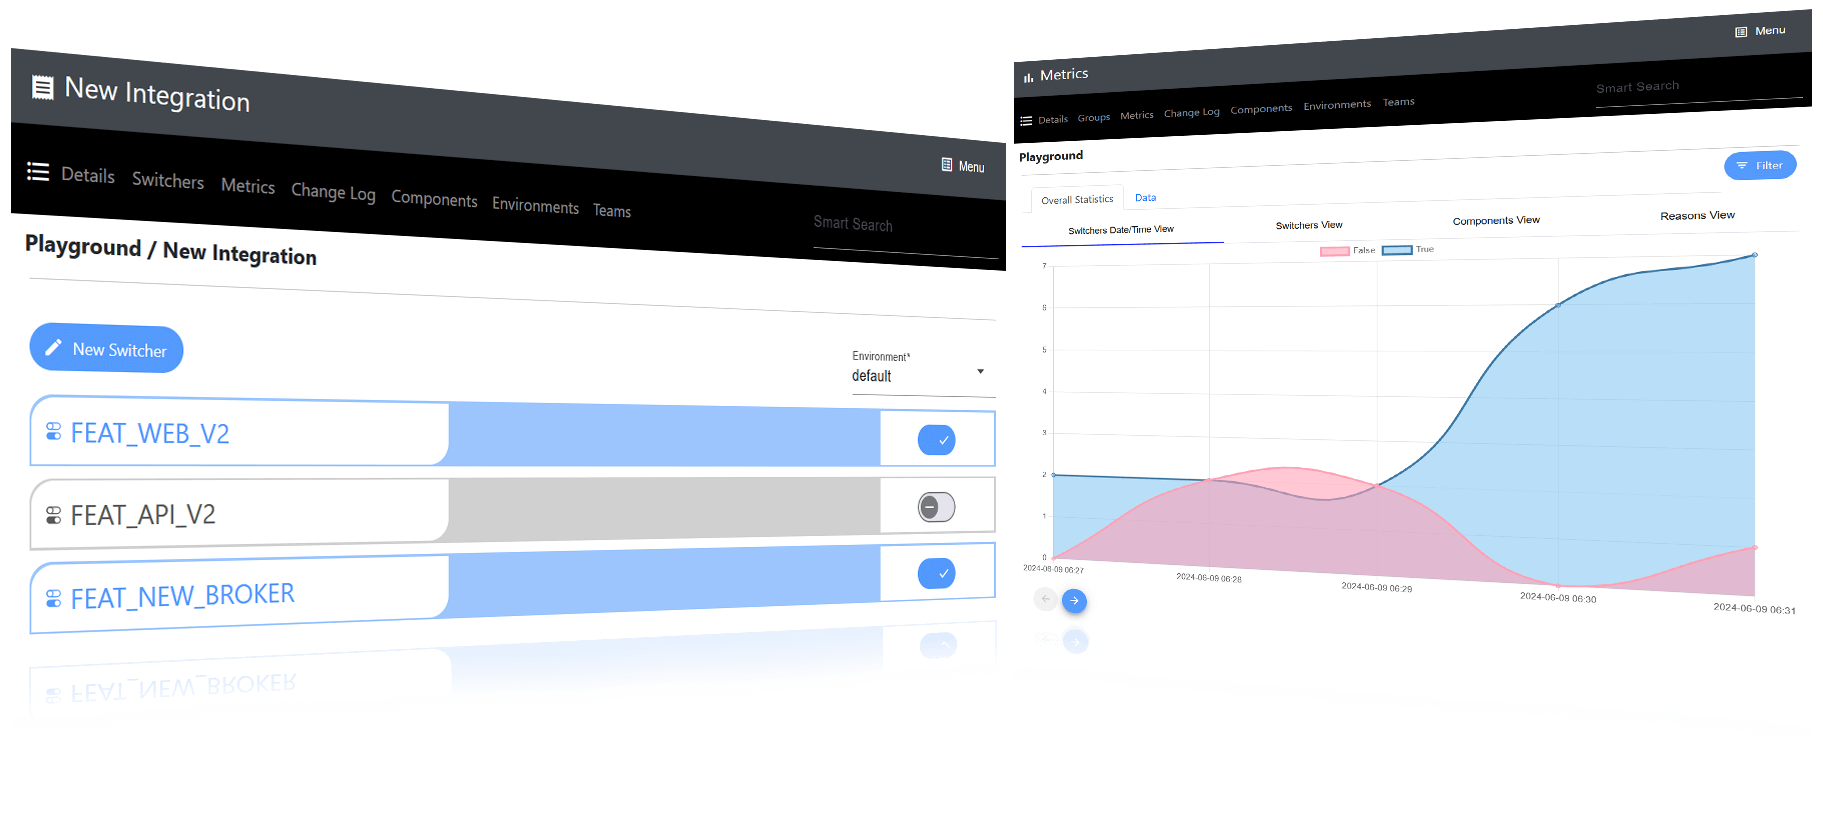 New Integration
Menu
Details Switchers Metrics Change Log Components Environments Teams
Smart Search
Playground / New Integration
New Switcher
Environment*
default
FEAT_WEB_V2
FEAT_API_V2
FEAT_NEW_BROKER
FEAT_NEW_BROKER
Metrics
Menu
Details Groups Metrics Change Log Components Environments Teams
Smart Search
Playground
Filter
Overall Statistics Data
Switchers Date/Time View Switchers View Components View Reasons View
False True
7
6
5
4
3
2
1
0
2024-06-09 06:27 2024-06-09 06:28 2024-06-09 06:29 2024-06-09 06:30 2024-06-09 06:31